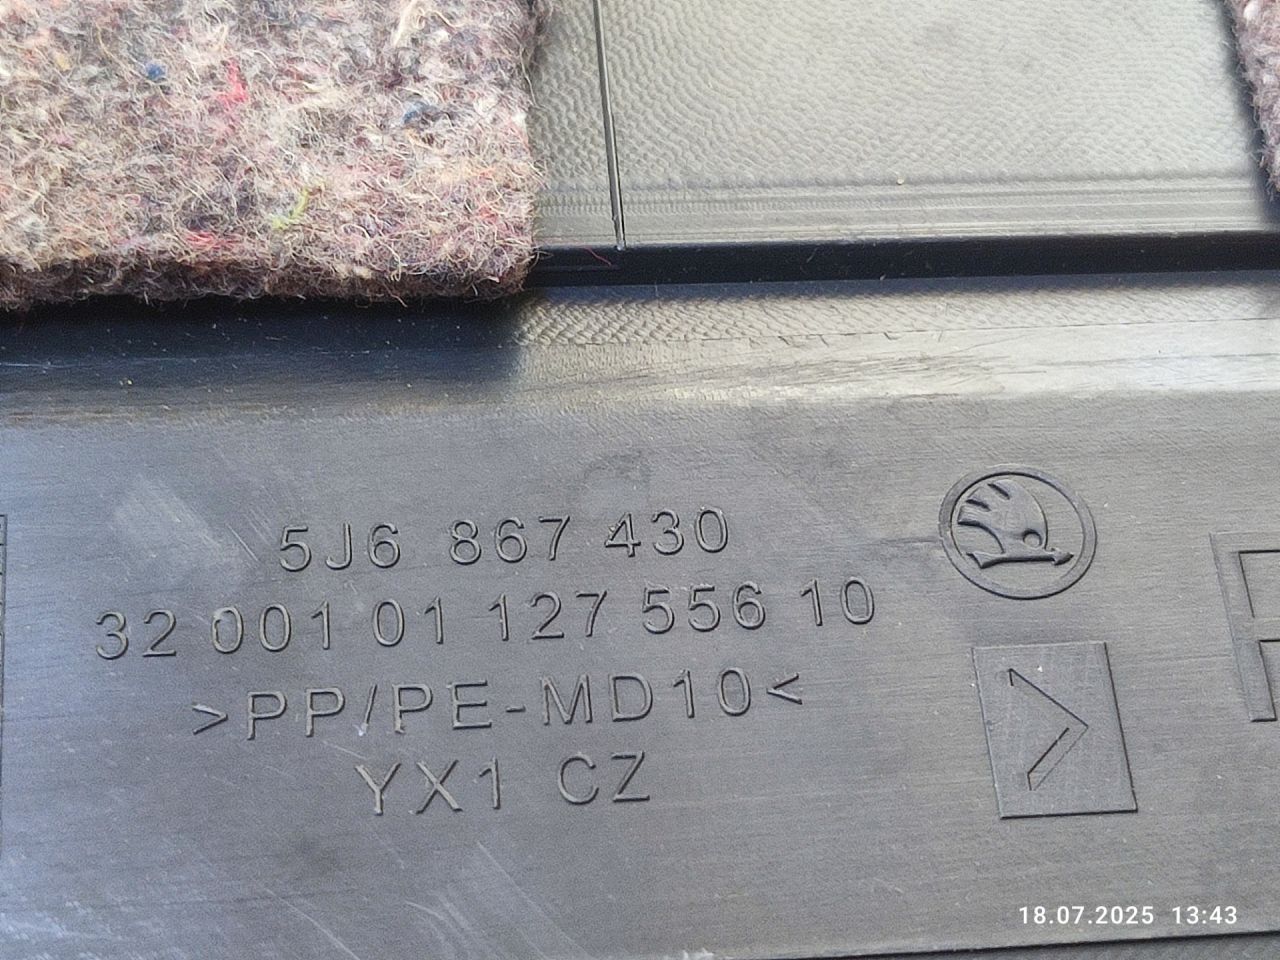 5J6 867 430
32 001 01 127 556 10
>PP/PE-MD10<
YX1 CZ
18.07.2025 13:43